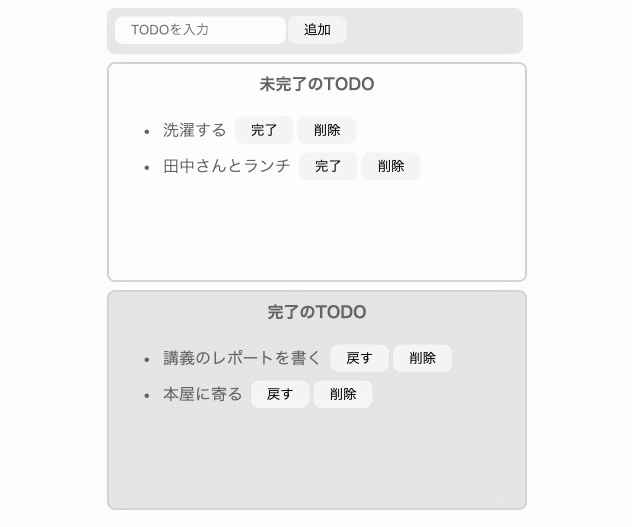 TODOを入力 追加
未完了のTODO
• 洗濯する 完了 削除
• 田中さんとランチ 完了 削除
完了のTODO
• 講義のレポートを書く 戻す 削除
• 本屋に寄る 戻す 削除